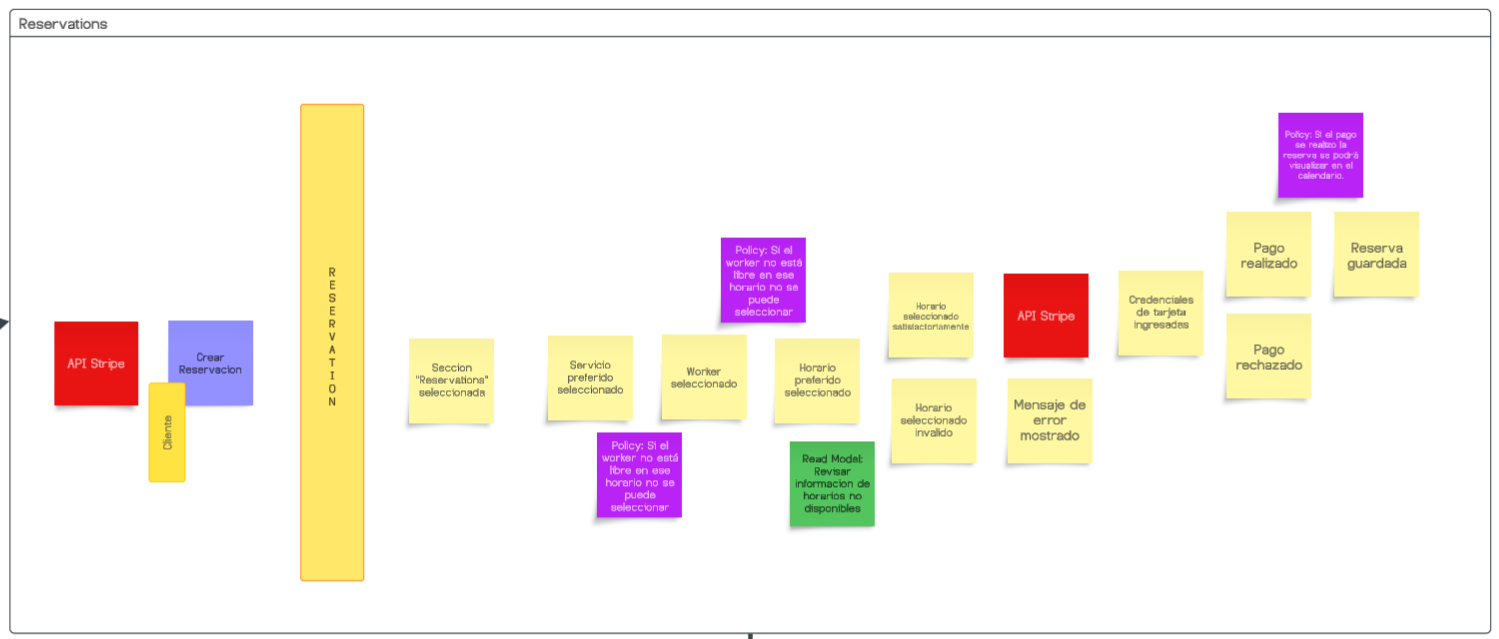 Reservations
API Stripe
Crear
Reservacion
Cliente
RESERVATION
Seccion
"Reservations"
seleccionada
Servicio
preferido
seleccionado
Policy: Si el
worker no está
libre en ese
horario no se
puede
seleccionar
Worker
seleccionado
Policy: Si el
worker no está
libre en ese
horario no se
puede
seleccionar
Horario
preferido
seleccionado
Read Model:
Revisar
informacion de
horarios no
disponibles
Horario
seleccionado
satisfactoriamente
Horario
seleccionado
invalido
API Stripe
Mensaje de
error
mostrado
Credenciales
de tarjeta
ingresadas
Policy: Si el pago
se realizo la
reserva se podrá
visualizar en el
calendario.
Pago
realizado
Reserva
guardada
Pago
rechazado